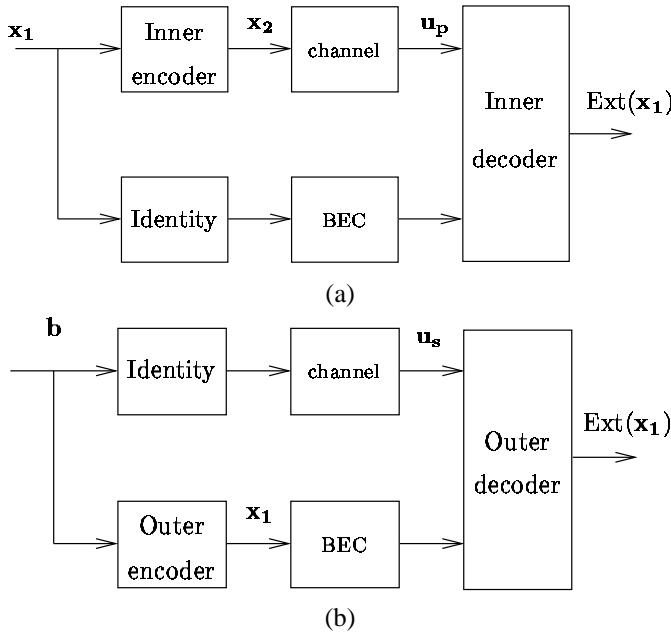 x₁
Inner
encoder
x₂
channel
uₚ
Inner
decoder
Ext(x₁)
Identity
BEC
(a)
b
Identity
channel
uₛ
Outer
decoder
Ext(x₁)
Outer
encoder
x₁
BEC
(b)